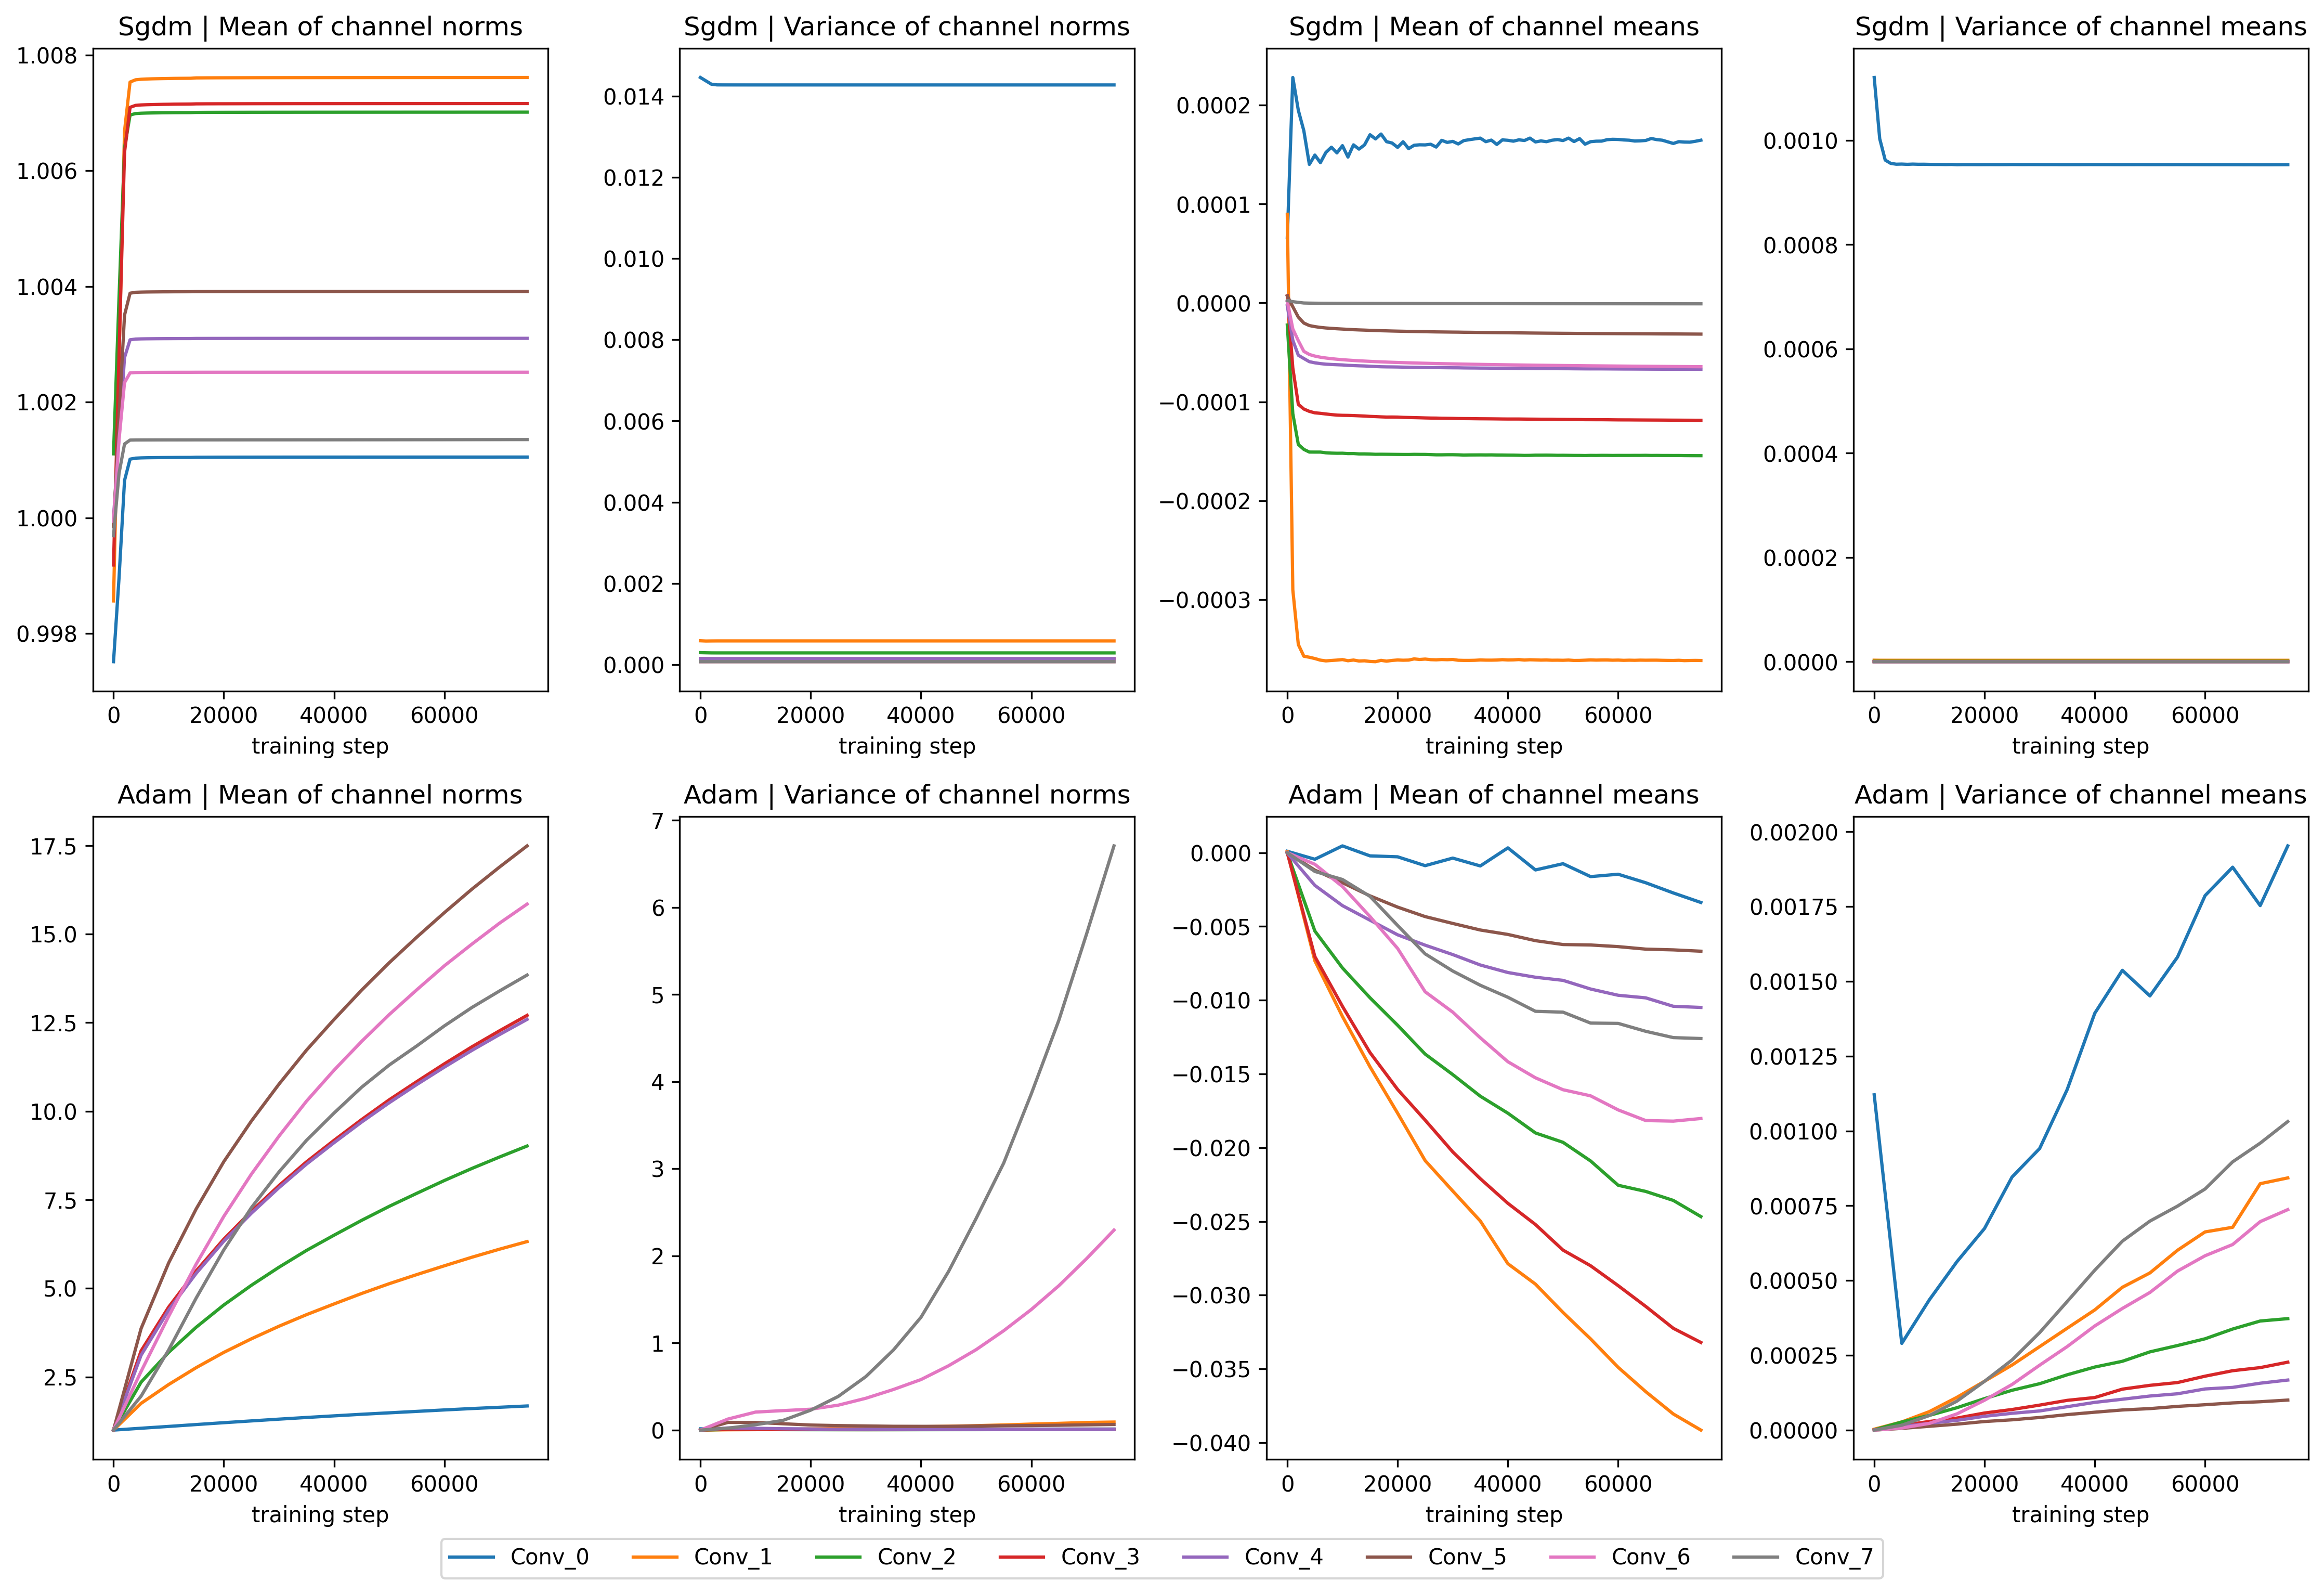 Sgdm | Mean of channel norms
1.008
1.006
1.004
1.002
1.000
0.998
0 20000 40000 60000
training step
Sgdm | Variance of channel norms
0.014
0.012
0.010
0.008
0.006
0.004
0.002
0.000
0 20000 40000 60000
training step
Sgdm | Mean of channel means
0.0002
0.0001
0.0000
−0.0001
−0.0002
−0.0003
0 20000 40000 60000
training step
Sgdm | Variance of channel means
0.0010
0.0008
0.0006
0.0004
0.0002
0.0000
0 20000 40000 60000
training step
Adam | Mean of channel norms
17.5
15.0
12.5
10.0
7.5
5.0
2.5
0 20000 40000 60000
training step
Adam | Variance of channel norms
7
6
5
4
3
2
1
0
0 20000 40000 60000
training step
Adam | Mean of channel means
0.000
−0.005
−0.010
−0.015
−0.020
−0.025
−0.030
−0.035
−0.040
0 20000 40000 60000
training step
Adam | Variance of channel means
0.00200
0.00175
0.00150
0.00125
0.00100
0.00075
0.00050
0.00025
0.00000
0 20000 40000 60000
training step
Conv_0 Conv_1 Conv_2 Conv_3 Conv_4 Conv_5 Conv_6 Conv_7